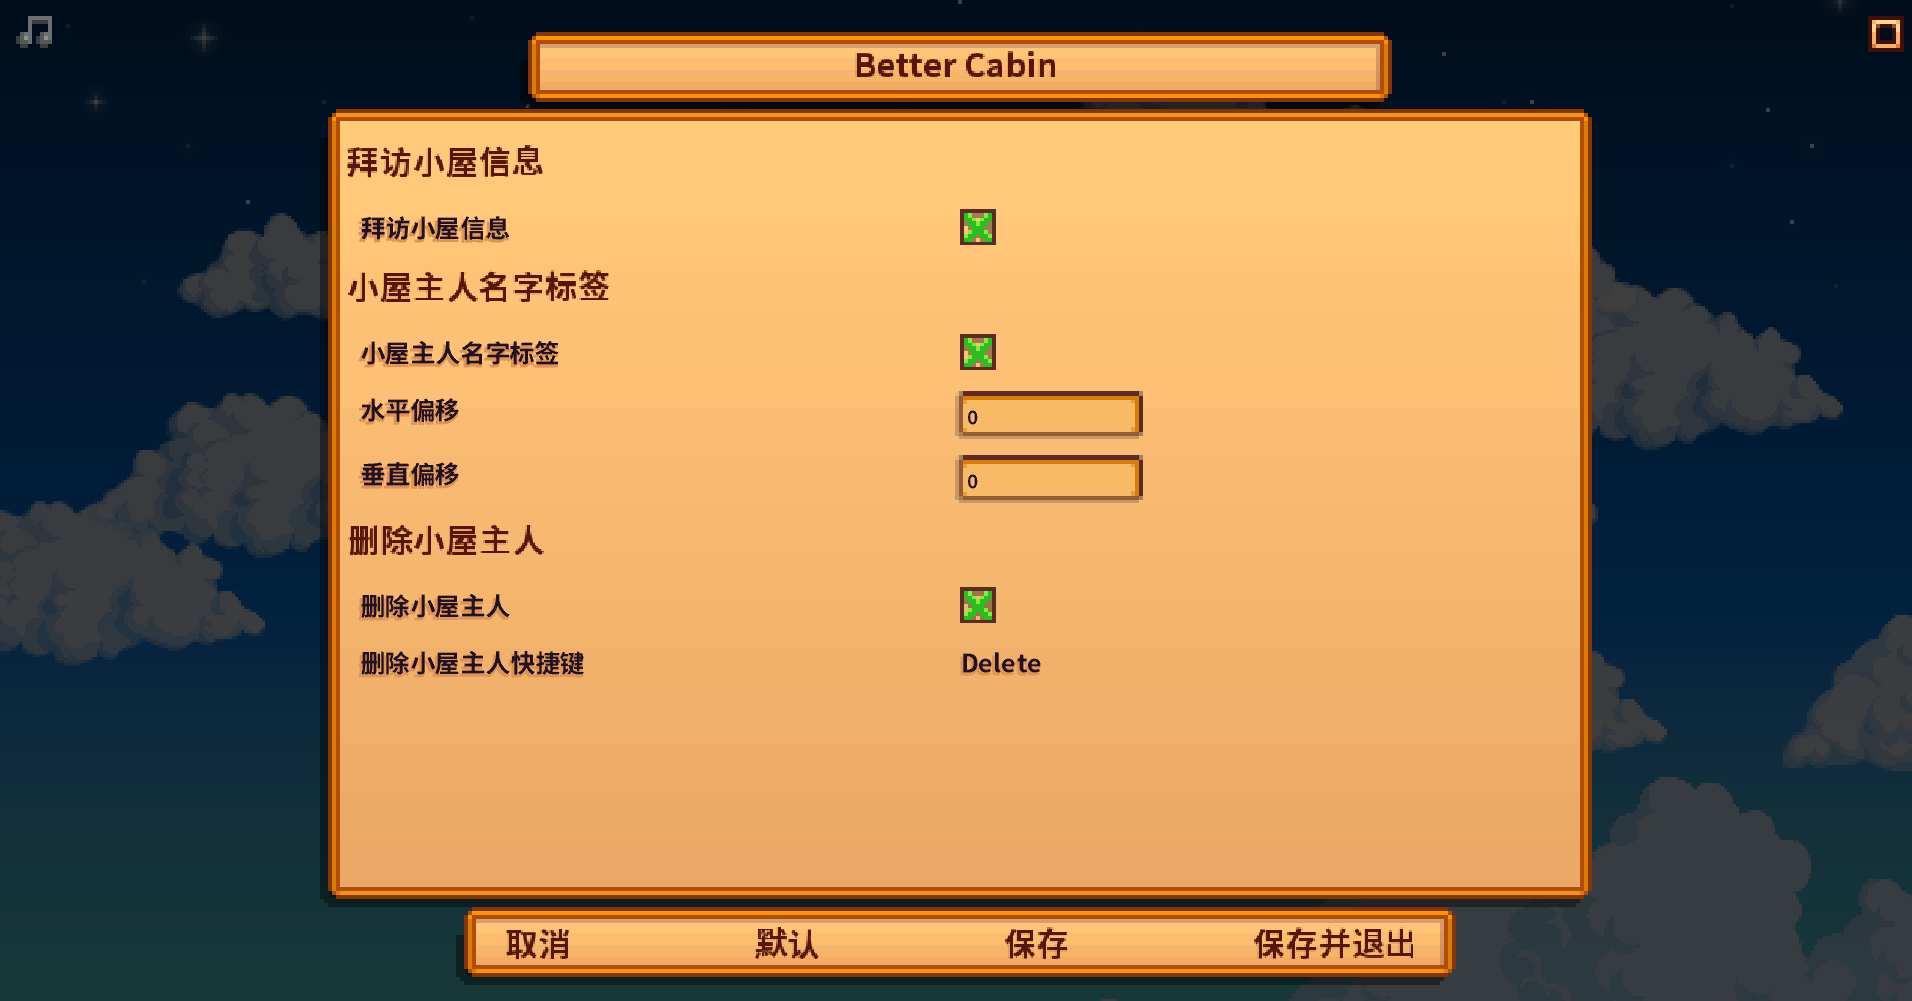 Better Cabin
拜访小屋信息
拜访小屋信息
小屋主人名字标签
小屋主人名字标签
水平偏移 0
垂直偏移 0
删除小屋主人
删除小屋主人
删除小屋主人快捷键 Delete
取消 默认 保存 保存并退出